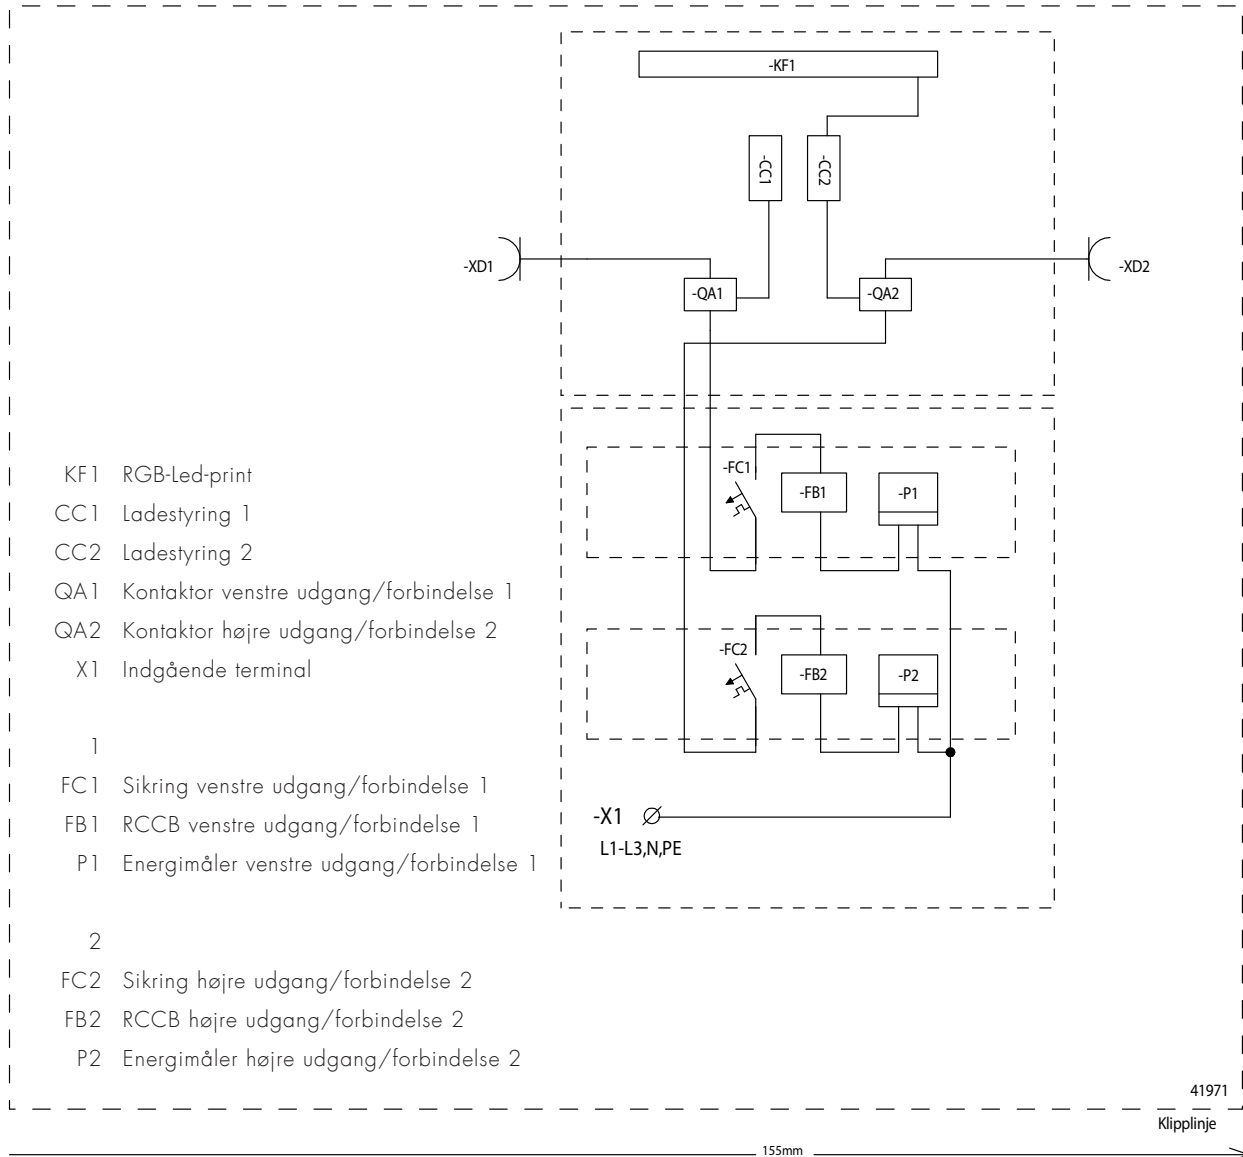 -KF1
-CC1
-CC2
-XD1
-QA1
-QA2
-XD2
-FC1
-FB1
-P1
-FC2
-FB2
-P2
-X1
L1-L3,N,PE
KF1 RGB-Led-print
CC1 Ladestyring 1
CC2 Ladestyring 2
QA1 Kontaktor venstre udgang/forbindelse 1
QA2 Kontaktor højre udgang/forbindelse 2
X1 Indgående terminal
1
FC1 Sikring venstre udgang/forbindelse 1
FB1 RCCB venstre udgang/forbindelse 1
P1 Energimåler venstre udgang/forbindelse 1
2
FC2 Sikring højre udgang/forbindelse 2
FB2 RCCB højre udgang/forbindelse 2
P2 Energimåler højre udgang/forbindelse 2
41971
Klipplinje
155mm